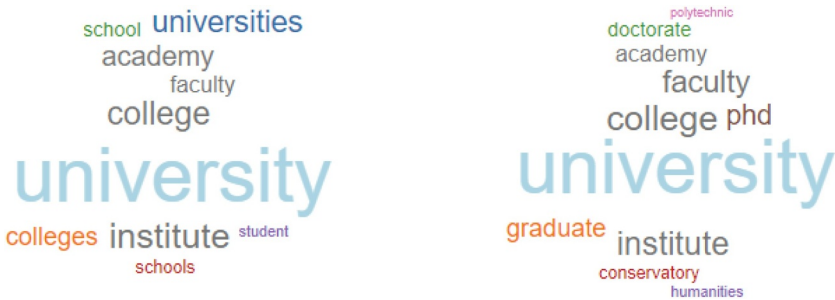 school universities
academy
faculty
college
university
colleges institute student
schools
polytechnic
doctorate
academy
faculty
college phd
university
graduate
institute
conservatory
humanities